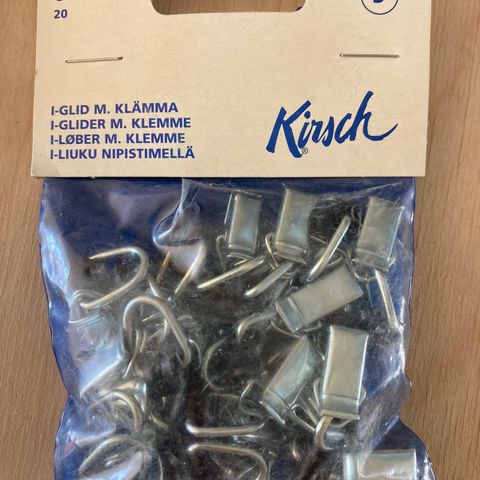 20
I-GLID M. KLÄMMA
I-GLIDER M. KLEMME
I-LØBER M. KLEMME
I-LIUKU NIPISTIMELLÄ
Kirsch®